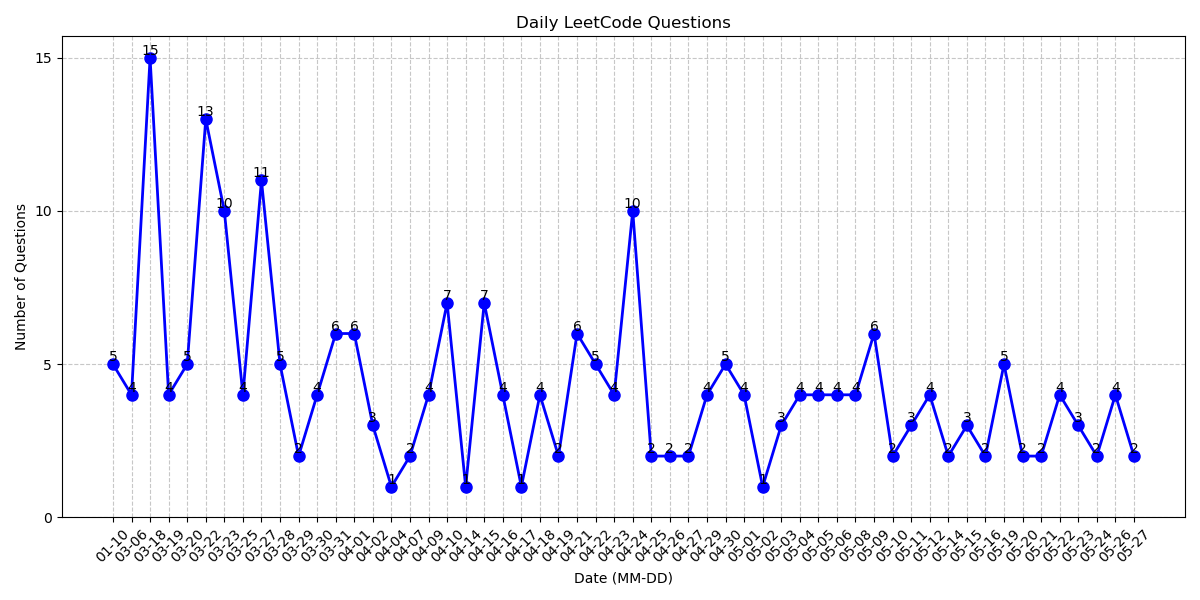 Daily LeetCode Questions
Number of Questions
15
10
5
0
5 4 15 4 5 13 10 4 11 5 2 4 6 6 3 1 2 4 7 1 7 4 1 4 2 6 5 4 10 2 2 2 4 5 4 1 3 4 4 4 4 6 2 3 4 2 3 2 5 2 2 4 3 2 4 2
01-10 03-06 03-18 03-19 03-20 03-22 03-23 03-25 03-27 03-28 03-29 03-30 03-31 04-01 04-02 04-04 04-07 04-09 04-10 04-14 04-15 04-16 04-17 04-18 04-19 04-21 04-22 04-23 04-24 04-25 04-26 04-27 04-29 04-30 05-01 05-02 05-03 05-04 05-05 05-06 05-08 05-09 05-10 05-11 05-12 05-14 05-15 05-16 05-19 05-20 05-21 05-22 05-23 05-24 05-26 05-27
Date (MM-DD)